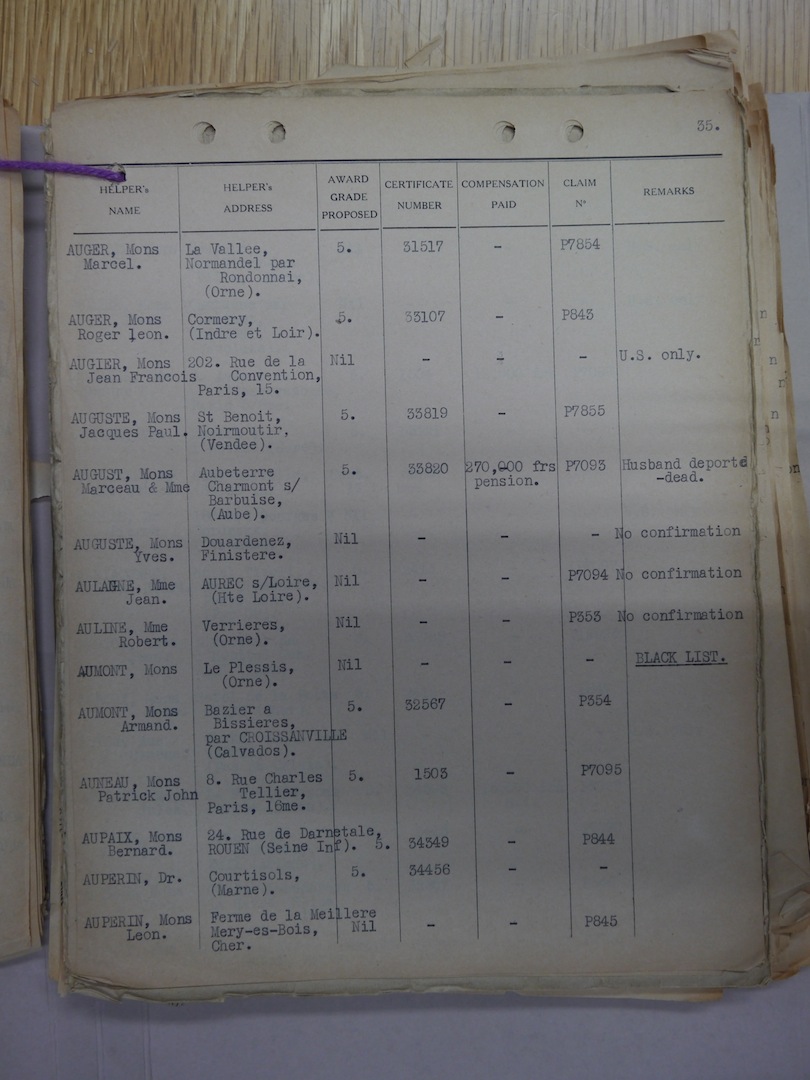 35.
HELPER's NAME HELPER's ADDRESS AWARD GRADE PROPOSED CERTIFICATE NUMBER COMPENSATION PAID CLAIM No REMARKS
AUGER, Mons La Vallee, 5. 31517 - P7854
Marcel. Normandel par
Rondonnai,
(Orne).
AUGER, Mons Cormery, 5. 33107 - P843
Roger Leon. (Indre et Loir).
AUGIER, Mons 202. Rue de la Nil - - - U.S. only.
Jean Francois Convention,
Paris, 15.
AUGUSTE, Mons St Benoit, 5. 33819 - P7855
Jacques Paul. Noirmoutir,
(Vendee).
AUGUST, Mons Aubeterre 5. 33820 270,000 frs P7093 Husband deported
Marceau & Mme Charmont s/ pension. -dead.
Barbuise,
(Aube).
AUGUSTE, Mons Douardenez, Nil - - - No confirmation
Yves. Finistere.
AULAGNE, Mme AUREC s/Loire, Nil - - P7094 No confirmation
Jean. (Hte Loire).
AULINE, Mme Verrieres, Nil - - P353 No confirmation
Robert. (Orne).
AUMONT, Mons Le Plessis, Nil - - - BLACK LIST.
(Orne).
AUMONT, Mons Bazier a 5. 32567 - P354
Armand. Bissieres,
par CROISSANVILLE
(Calvados).
AUNEAU, Mons 8. Rue Charles 5. 1503 - P7095
Patrick John Tellier,
Paris, 16me.
AUPAIX, Mons 24. Rue de Darnetale,
Bernard. ROUEN (Seine Inf). 5. 34349 - P844
AUPERIN, Dr. Courtisols, 5. 34456 - -
(Marne).
AUPERIN, Mons Ferme de la Meillere
Leon. Mery-es-Bois, Nil - - P845
Cher.